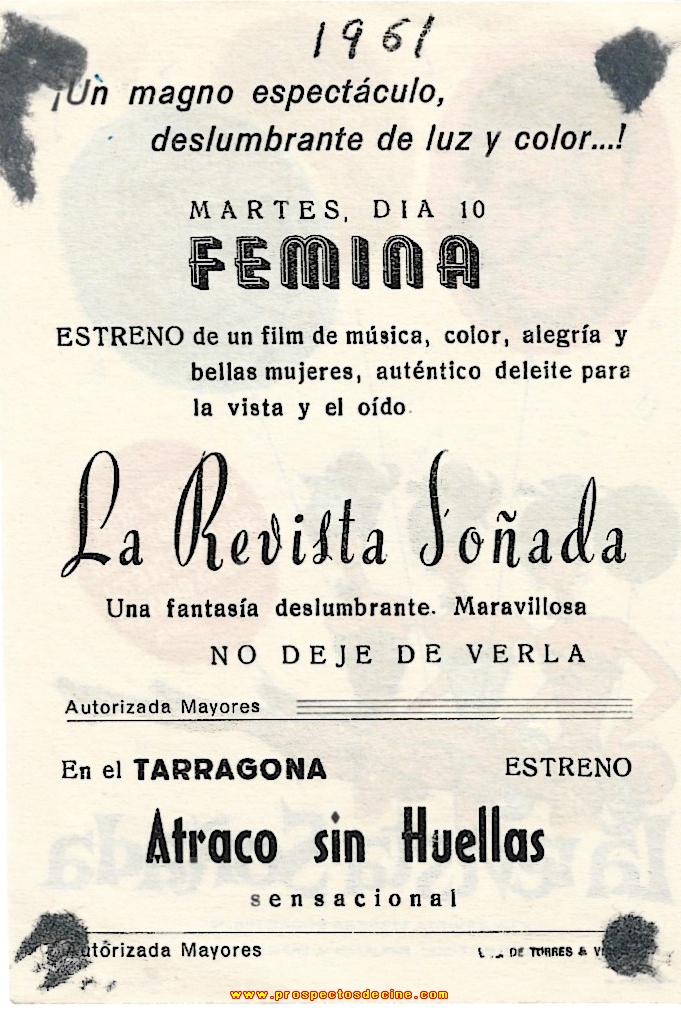 1961
¡Un magno espectáculo,
deslumbrante de luz y color...!
MARTES, DIA 10
FEMINA
ESTRENO de un film de música, color, alegría y
bellas mujeres, auténtico deleite para
la vista y el oído.
La Revista Soñada
Una fantasía deslumbrante. Maravillosa
NO DEJE DE VERLA
Autorizada Mayores
En el TARRAGONA ESTRENO
Atraco sin Huellas
sensacional
Autorizada Mayores DE TORRES &
www.prospectosdecine.com